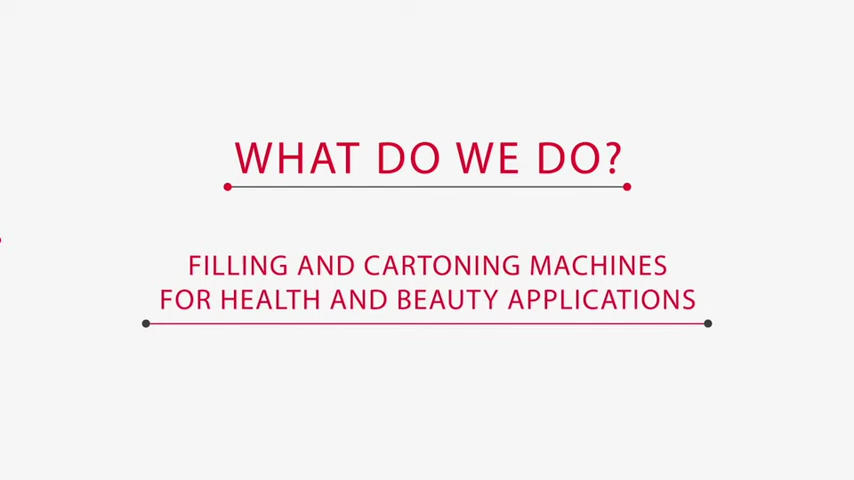 WHAT DO WE DO?
FILLING AND CARTONING MACHINES
FOR HEALTH AND BEAUTY APPLICATIONS